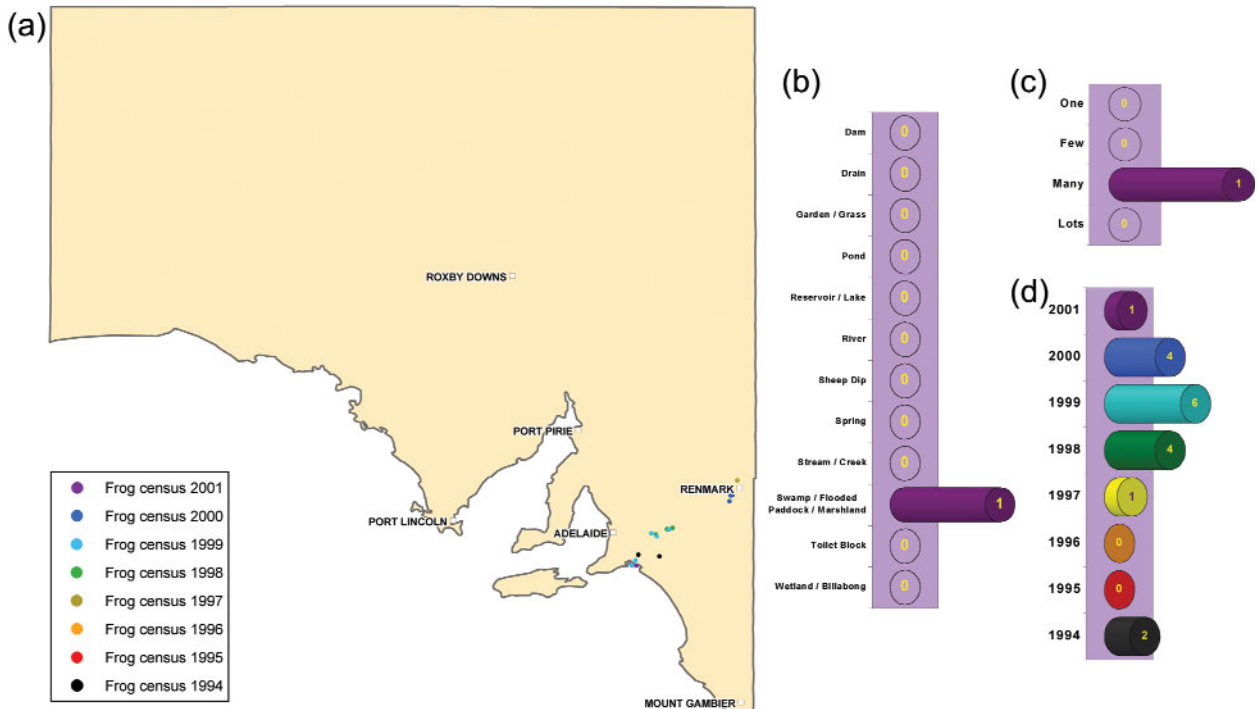 (a)
ROXBY DOWNS
PORT PIRIE
RENMARK
PORT LINCOLN
ADELAIDE
MOUNT GAMBIER
Frog census 2001
Frog census 2000
Frog census 1999
Frog census 1998
Frog census 1997
Frog census 1996
Frog census 1995
Frog census 1994
(b)
Dam 0
Drain 0
Garden / Grass 0
Pond 0
Reservoir / Lake 0
River 0
Sheep Dip 0
Spring 0
Stream / Creek 0
Swamp / Flooded
Paddock / Marshland 1
Toilet Block 0
Wetland / Billabong 0
(c)
One 0
Few 0
Many 1
Lots 0
(d)
2001 1
2000 4
1999 6
1998 4
1997 1
1996 0
1995 0
1994 2